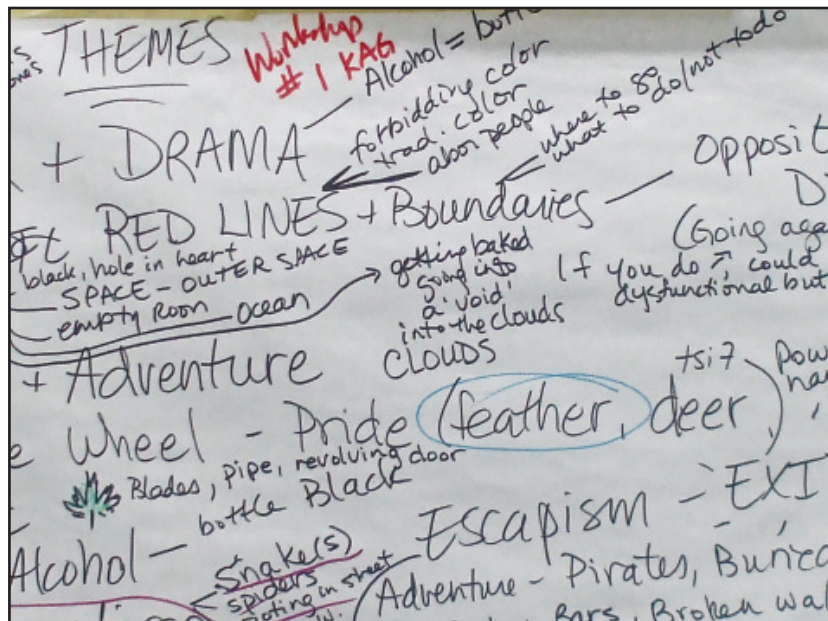 THEMES
Workshop
# 1 KAG
Alcohol =
+ DRAMA
forbidding color
trad. color
abor people
where to go
what to do/not to do
RED LINES + Boundaries
Opposit
D
(Going aga
If you do ↗, could
dysfunctional but
black, hole in heart
SPACE - OUTER SPACE
empty Room
ocean
getting baked
going into
a void,
into the clouds
CLOUDS
+ Adventure
tsi7
Wheel - Pride (feather, deer)
Pow
Blades, pipe, revolving door
bottle Black
Alcohol -
Escapism - EXI
Snake(s)
spiders
in street
Adventure - Pirates, Buried
Bars, Broken wal